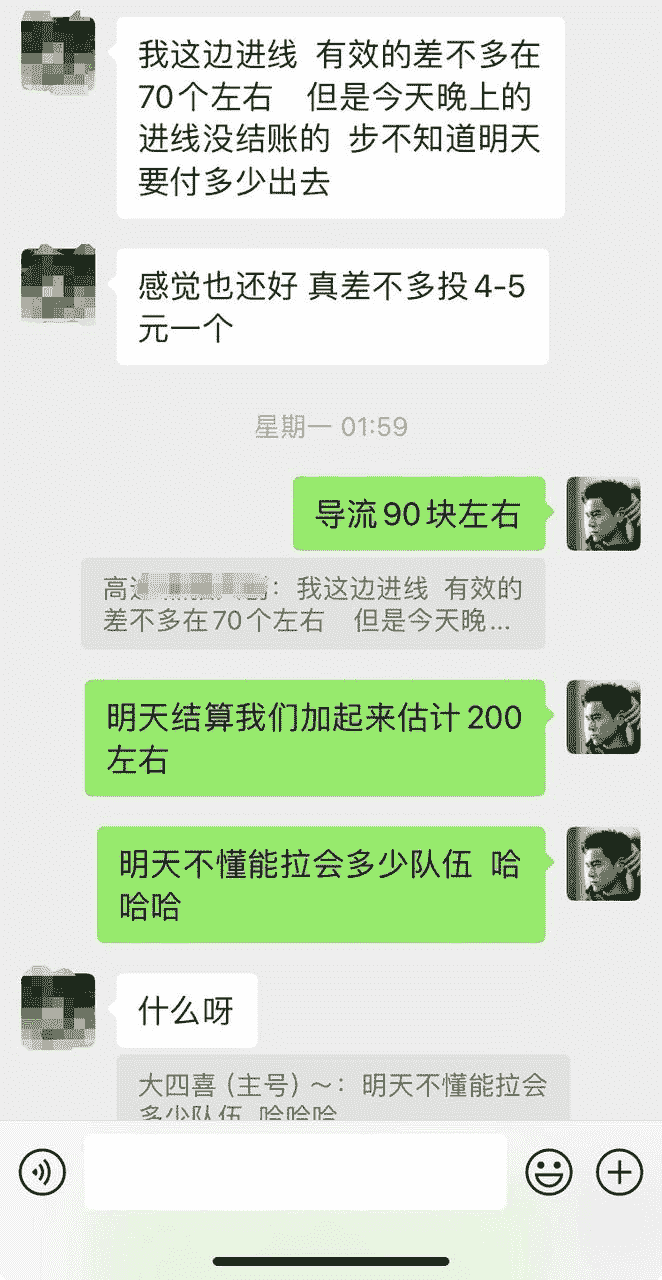 我这边进线 有效的差不多在
70个左右 但是今天晚上的
进线没结账的 步不知道明天
要付多少出去
感觉也还好 真差不多投4-5
元一个
星期一 01:59
导流90块左右
高 : 我这边进线 有效的
差不多在70个左右 但是今天晚...
明天结算我们加起来估计200
左右
明天不懂能拉会多少队伍 哈
哈哈
什么呀
大四喜 (主号) ～: 明天不懂能拉会
多少队伍 哈哈哈